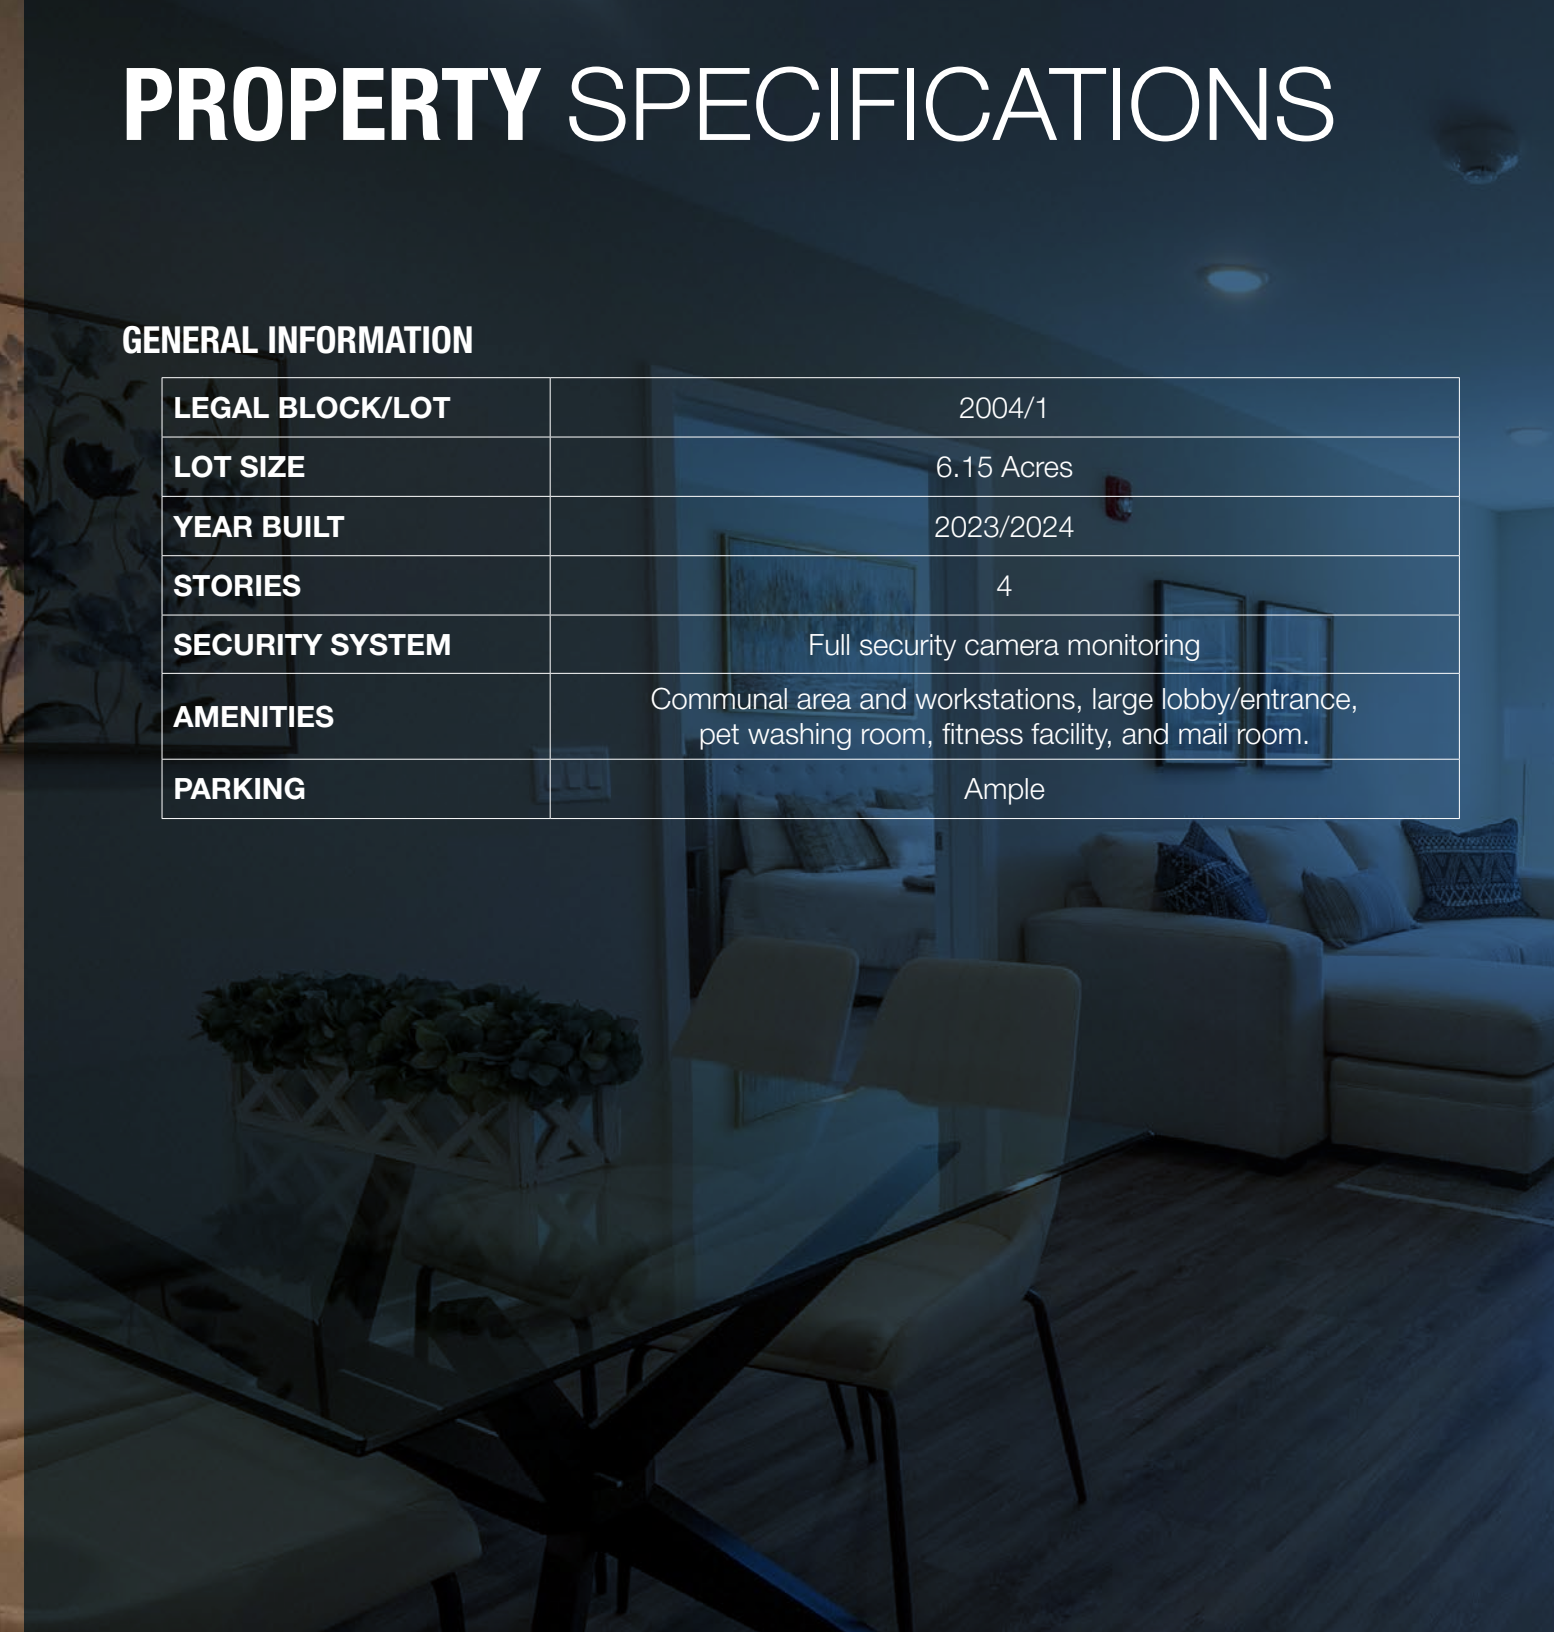 PROPERTY SPECIFICATIONS
GENERAL INFORMATION
LEGAL BLOCK/LOT 2004/1
LOT SIZE 6.15 Acres
YEAR BUILT 2023/2024
STORIES 4
SECURITY SYSTEM Full security camera monitoring
AMENITIES Communal area and workstations, large lobby/entrance,
pet washing room, fitness facility, and mail room.
PARKING Ample